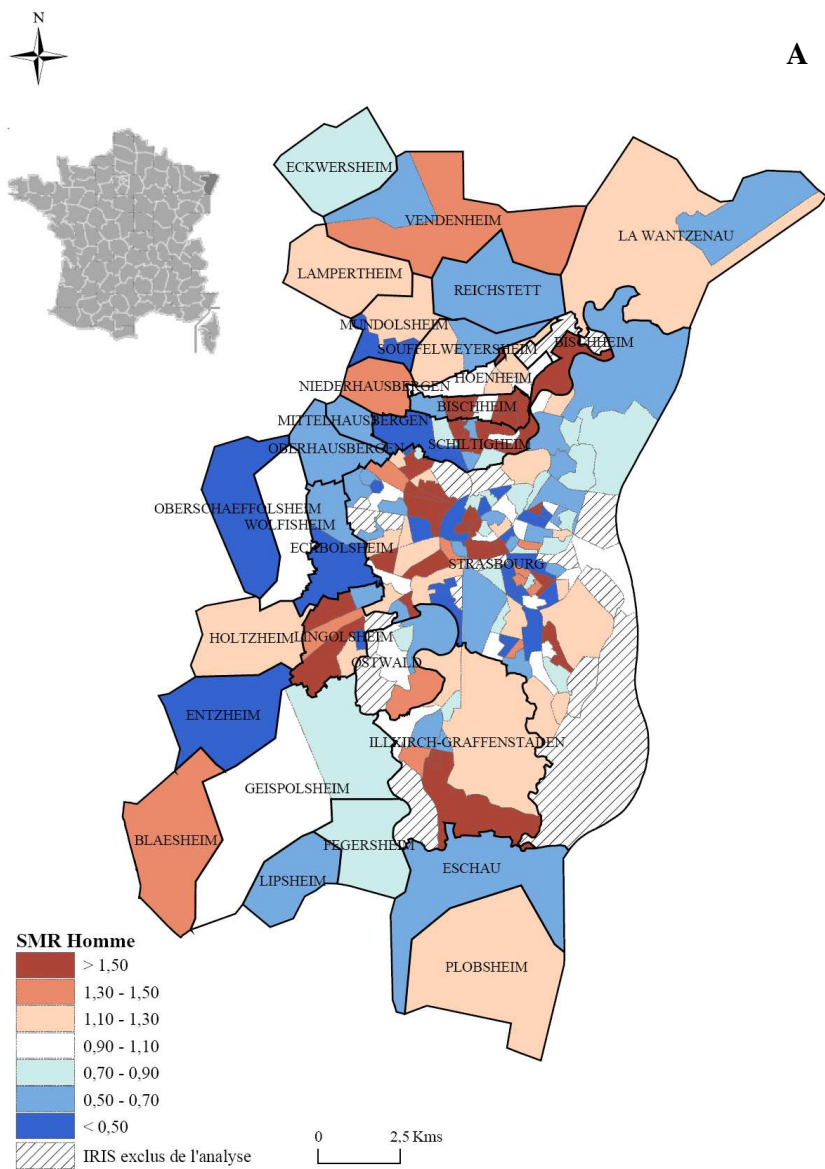 N
A
ECKWERSHEIM
VENDENHEIM
LA WANTZENAU
LAMPERTHEIM
REICHSTETT
MUNDOLSHEIM
SOUFFELWEYERSHEIM
BISCHHEIM
HOENHEIM
NIEDERHAUSBERGEN
BISCHHEIM
MITTELHAUSBERGEN
OBERHAUSBERGEN
SCHILTIGHEIM
OBERSCHAEFFOLSHEIM
WOLFISHEIM
ECKBOLSHEIM
STRASBOURG
HOLTZHEIM
LINGOLSHEIM
OSTWALD
ENTZHEIM
ILLKIRCH-GRAFFENSTADEN
GEISPOLSHEIM
BLAESHEIM
FEGERSHEIM
LIPSHEIM
ESCHAU
PLOBSHEIM
SMR Homme
> 1,50
1,30 - 1,50
1,10 - 1,30
0,90 - 1,10
0,70 - 0,90
0,50 - 0,70
< 0,50
IRIS exclus de l'analyse
0 2,5 Kms